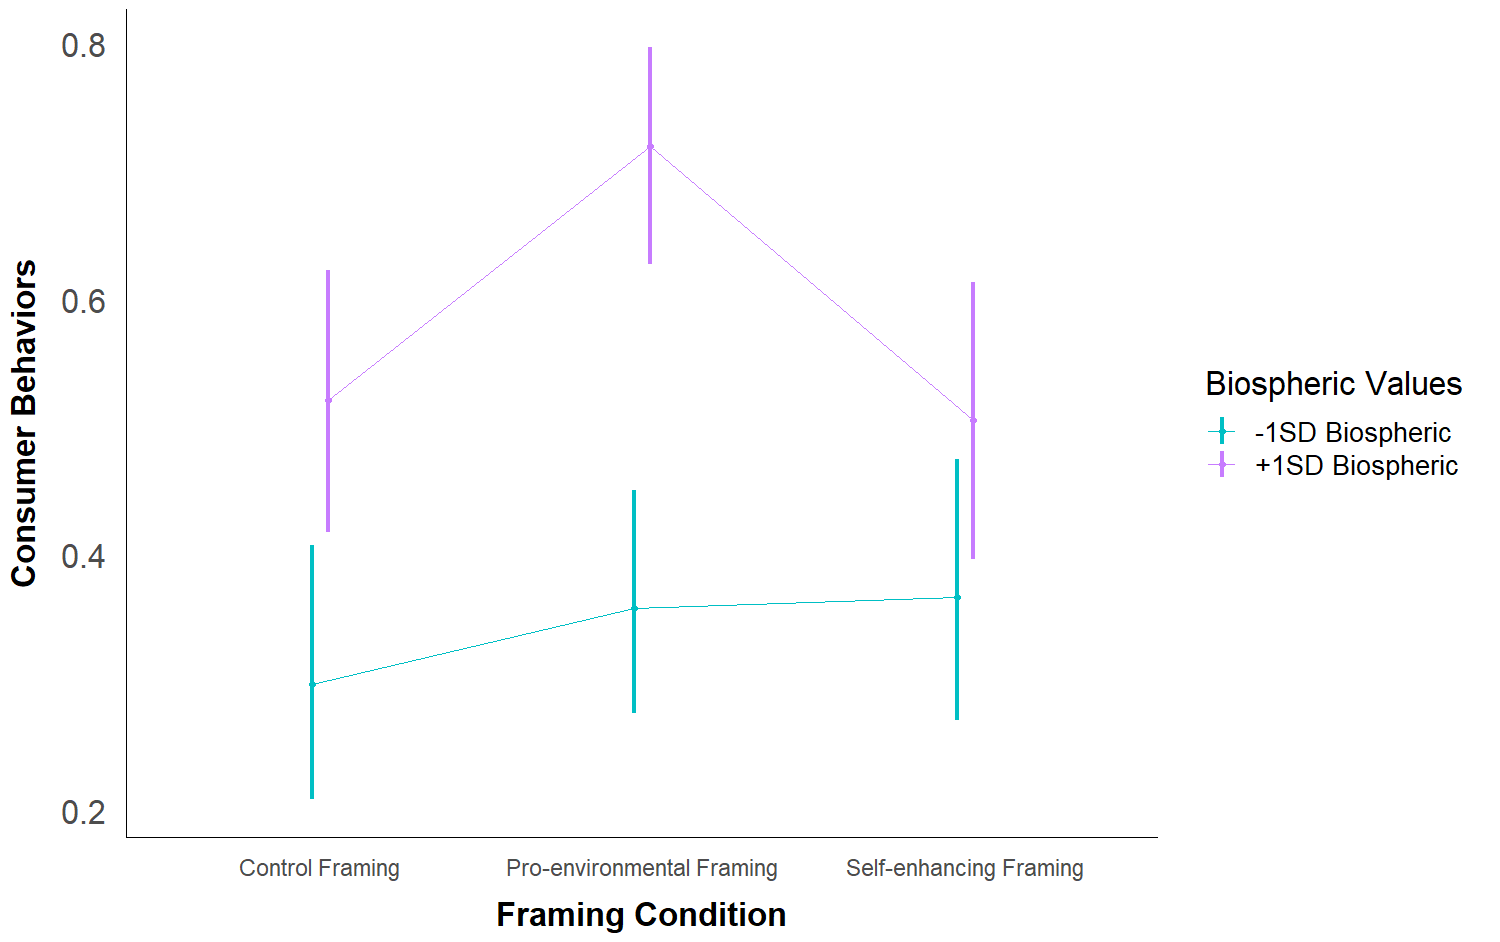 Consumer Behaviors
0.8
0.6
0.4
0.2
Control Framing
Pro-environmental Framing
Self-enhancing Framing
Framing Condition
Biospheric Values
-1SD Biospheric
+1SD Biospheric